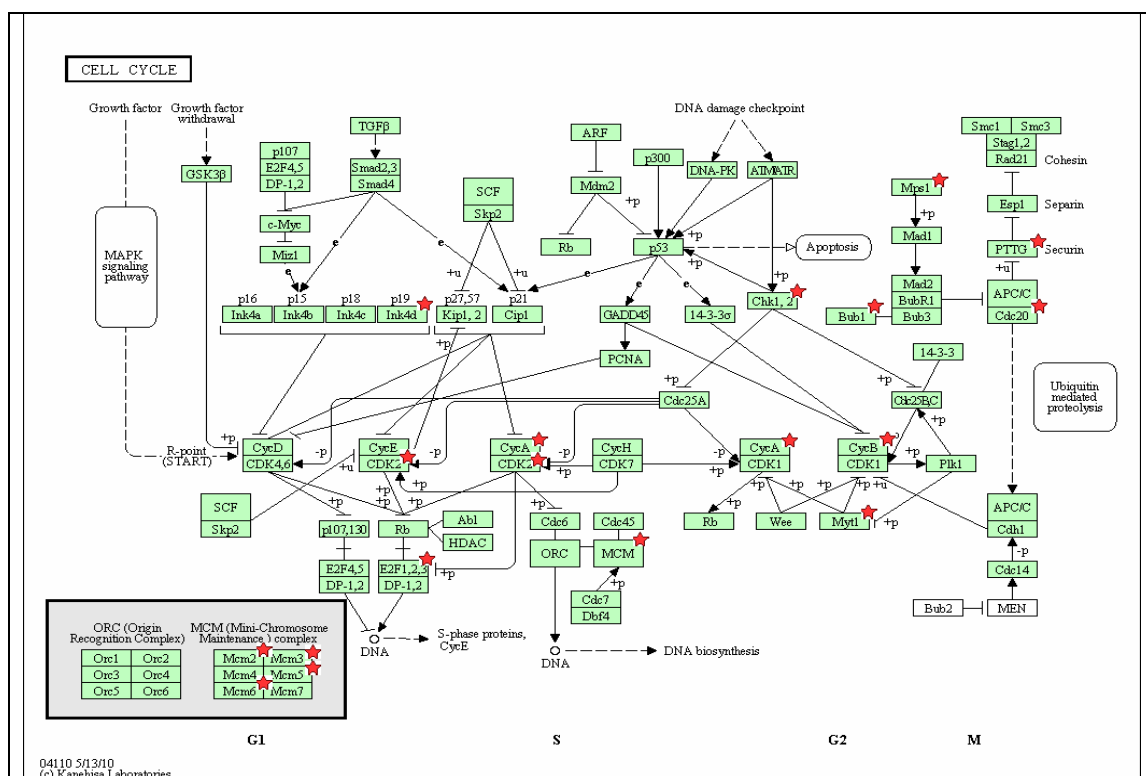 CELL CYCLE
Growth factor
Growth factor
withdrawal
TGFβ
DNA damage checkpoint
ARF
p300
DNA-PK
ATM/ATR
Smc1
Smc3
Stag1,2
Rad21
Cohesin
p107
E2F4,5
DP-1,2
Smad2,3
Smad4
GSK3β
SCF
Skp2
Mdm2
+p
Mps1
+p
Esp1
Separin
c-Myc
Miz1
Rb
p53
Apoptosis
Mad1
PTTG
Securin
MAPK
signaling
pathway
e
e
e
e
e
e
+u
+u
+p
+p
+u
p16
p15
p18
p19
p27,57
p21
Ink4a
Ink4b
Ink4c
Ink4d
Kip1, 2
Cip1
GADD45
14-3-3σ
Chk1, 2
Bub1
Mad2
BubR1
Bub3
APC/C
Cdc20
+p
PCNA
14-3-3
Ubiquitin
mediated
proteolysis
+p
+p
Cdc25A
Cdc25B,C
R-point
(START)
+p
CycD
CDK4,6
-p
CycE
CDK2
-p
CycA
CDK2
-p
+p
CycH
CDK7
-p
+p
CycA
CDK1
CycB
CDK1
+p
Plk1
+u
+p
+p
+p
+p
+p
+p
+u
SCF
Skp2
p107,130
Rb
Abl
HDAC
Cdc6
Cdc45
ORC
MCM
Rb
Wee
Myt1
+p
APC/C
Cdh1
-p
E2F4,5
DP-1,2
E2F1,2,3
DP-1,2
+p
+p
Cdc7
Dbf4
Cdc14
Bub2
MEN
DNA
S-phase proteins,
CycE
DNA
DNA biosynthesis
ORC (Origin
Recognition Complex)
MCM (Mini-Chromosome
Maintenance) complex
Orc1
Orc2
Mcm2
Mcm3
Orc3
Orc4
Mcm4
Mcm5
Orc5
Orc6
Mcm6
Mcm7
G1
S
G2
M
04110 5/13/10
(c) Kanehisa Laboratories